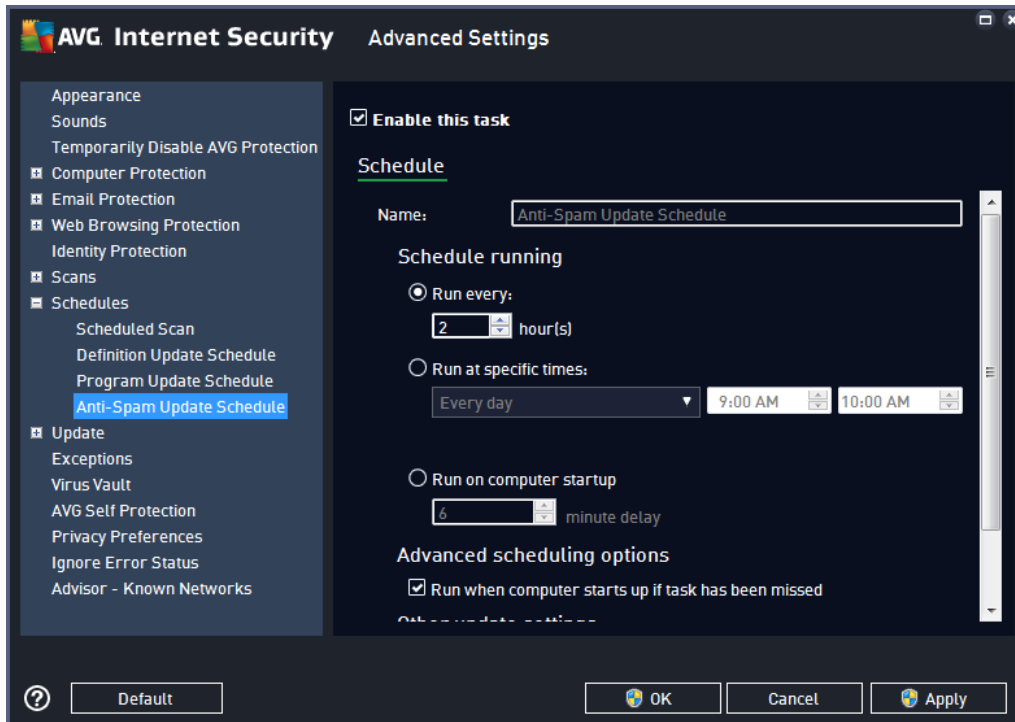 AVG. Internet Security Advanced Settings
Appearance
Sounds
Temporarily Disable AVG Protection
Computer Protection
Email Protection
Web Browsing Protection
Identity Protection
Scans
Schedules
Scheduled Scan
Definition Update Schedule
Program Update Schedule
Anti-Spam Update Schedule
Update
Exceptions
Virus Vault
AVG Self Protection
Privacy Preferences
Ignore Error Status
Advisor - Known Networks
Enable this task
Schedule
Name: Anti-Spam Update Schedule
Schedule running
Run every:
2 hour(s)
Run at specific times:
Every day 9:00 AM 10:00 AM
Run on computer startup
6 minute delay
Advanced scheduling options
Run when computer starts up if task has been missed
Other update settings
? Default OK Cancel Apply